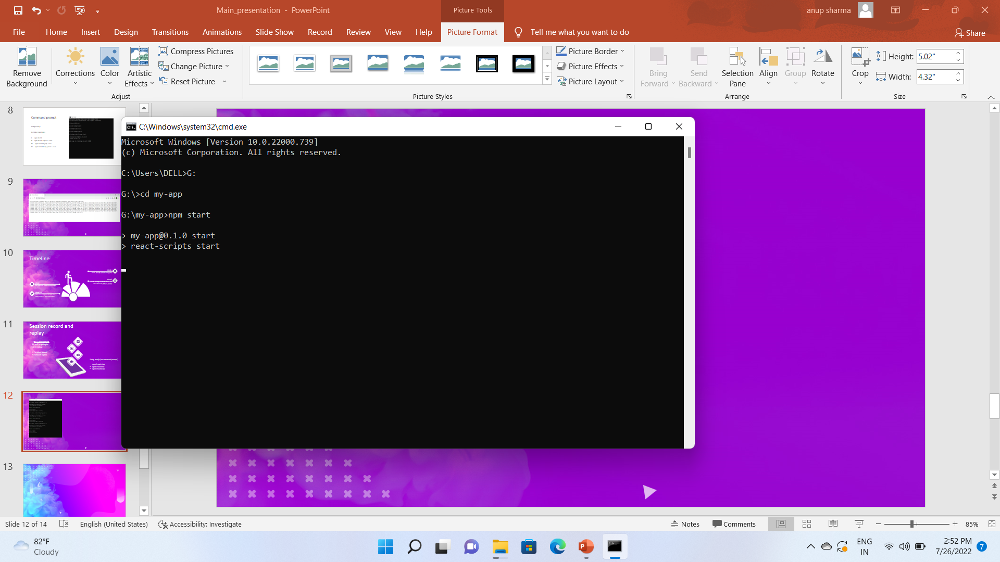 Main_presentation - PowerPoint
Picture Tools
anup sharma
File Home Insert Design Transitions Animations Slide Show Record Review View Help Picture Format Tell me what you want to do Share
Remove Background
Corrections
Color
Artistic Effects
Compress Pictures
Change Picture
Reset Picture
Adjust
Picture Styles
Picture Border
Picture Effects
Picture Layout
Bring Forward
Send Backward
Selection Pane
Align
Group
Rotate
Arrange
Crop
Height: 5.02"
Width: 4.32"
Size
8
Command prompt
9
10
Timeline
11
Session record and
replay
12
13
C:\Windows\system32\cmd.exe
Microsoft Windows [Version 10.0.22000.739]
(c) Microsoft Corporation. All rights reserved.
C:\Users\DELL>G:
G:\>cd my-app
G:\my-app>npm start
> my-app@0.1.0 start
> react-scripts start
Slide 12 of 14 English (United States) Accessibility: Investigate Notes Comments 85%
82°F
Cloudy
ENG
IN
2:52 PM
7/26/2022
7